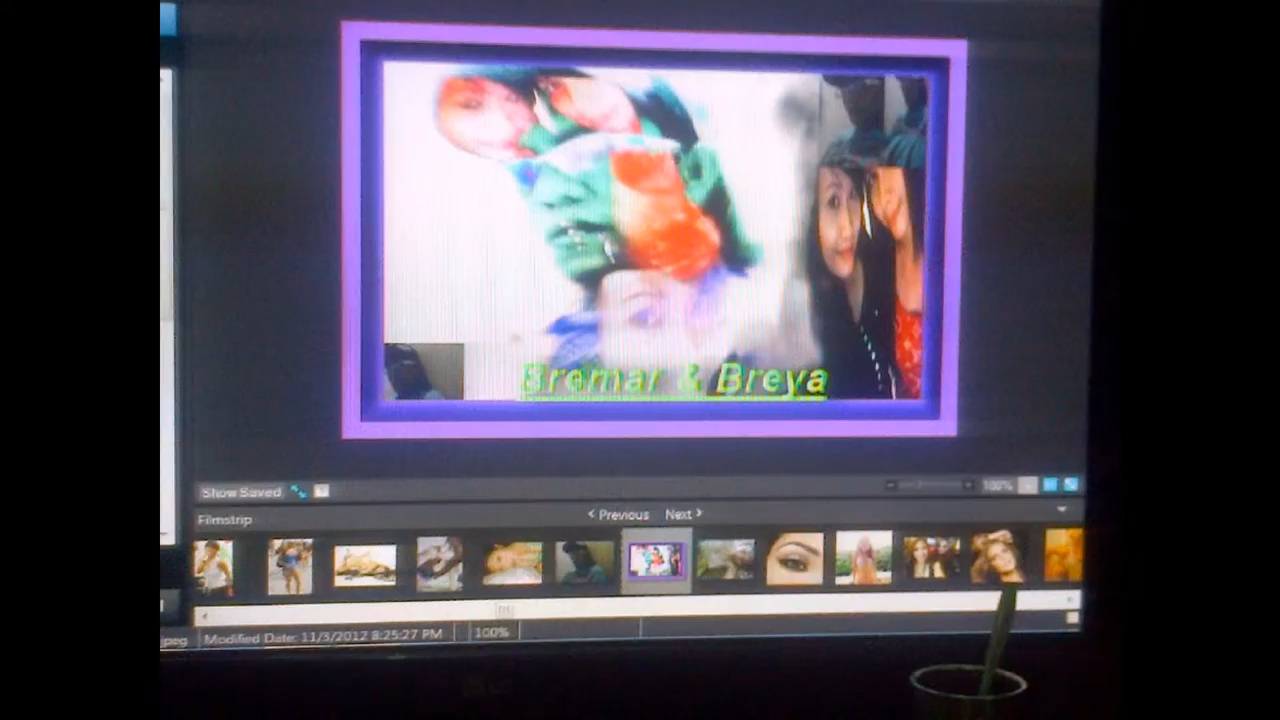 Bremar & Breya
Show Saved
100%
Filmstrip
Previous Next
jpeg Modified Date: 11/3/2012 8:25:27 PM 100%